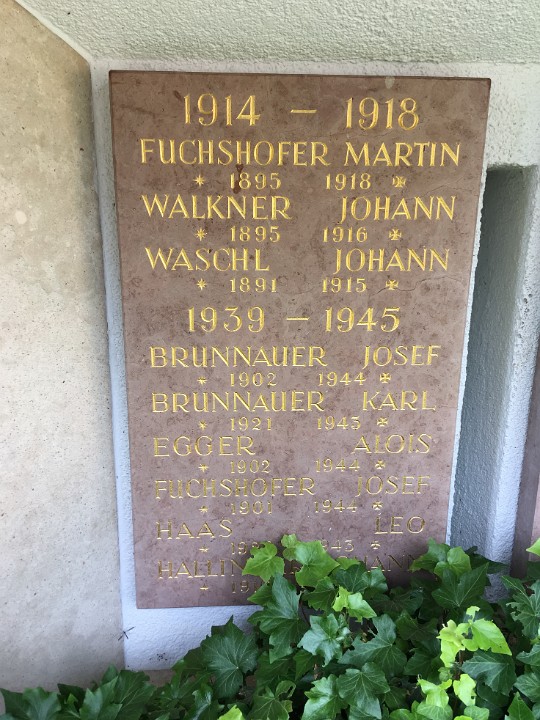 1914 – 1918
FUCHSHOFER MARTIN
* 1895 1918 ✠
WALKNER JOHANN
* 1895 1916 ✠
WASCHL JOHANN
* 1891 1915 ✠
1939 – 1945
BRUNNAUER JOSEF
* 1902 1944 ✠
BRUNNAUER KARL
* 1921 1943 ✠
EGGER ALOIS
* 1902 1944 ✠
FUCHSHOFER JOSEF
* 1901 1944 ✠
HAAS LEO